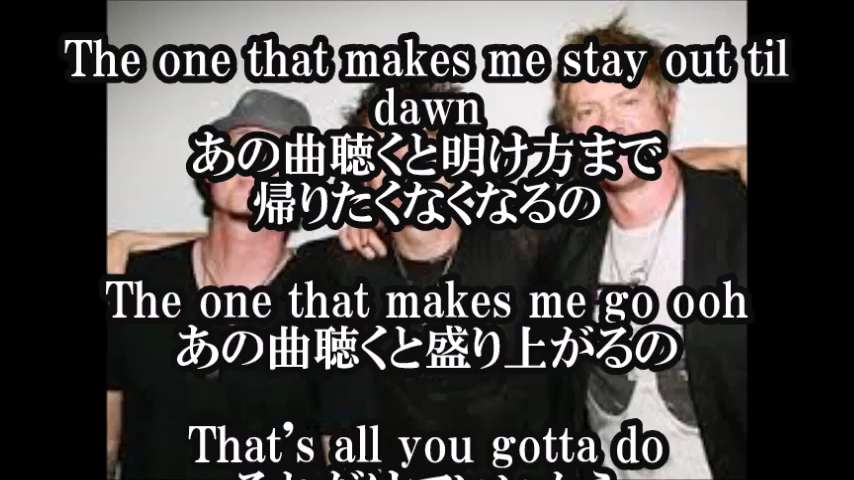 The one that makes me stay out til
dawn
あの曲聴くと明け方まで
帰りたくなくなるの
The one that makes me go ooh
あの曲聴くと盛り上がるの
That's all you gotta do